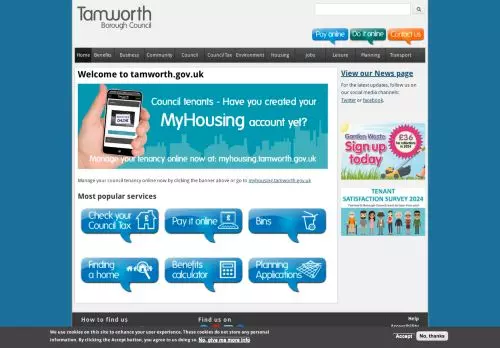 Tamworth
Borough Council
Pay online
Do it online
Contact us
Home Benefits Business Community Council Council Tax Environment Housing Jobs Leisure Planning Transport
Welcome to tamworth.gov.uk
Council tenants - Have you created your
MyHousing account yet?
Manage your tenancy online now at: myhousing.tamworth.gov.uk
Manage your council tenancy online now by clicking the banner above or go to myhousing.tamworth.gov.uk
Most popular services
Check your
Council Tax
Pay it online
Bins
Finding
a home
Benefits
calculator
Planning
Applications
View our News page
For the latest updates, follow us on
our social media channels:
Twitter or Facebook.
Garden Waste
Sign up
today
£36
for collections
in 2024
TENANT
SATISFACTION SURVEY 2024
How to find us
Find us on
Help
Accessibility
We use cookies on this site to enhance your user experience. These cookies do not store any personal
information. By clicking the Accept button, you agree to us doing so. No, give me more info
Accept
No, thanks